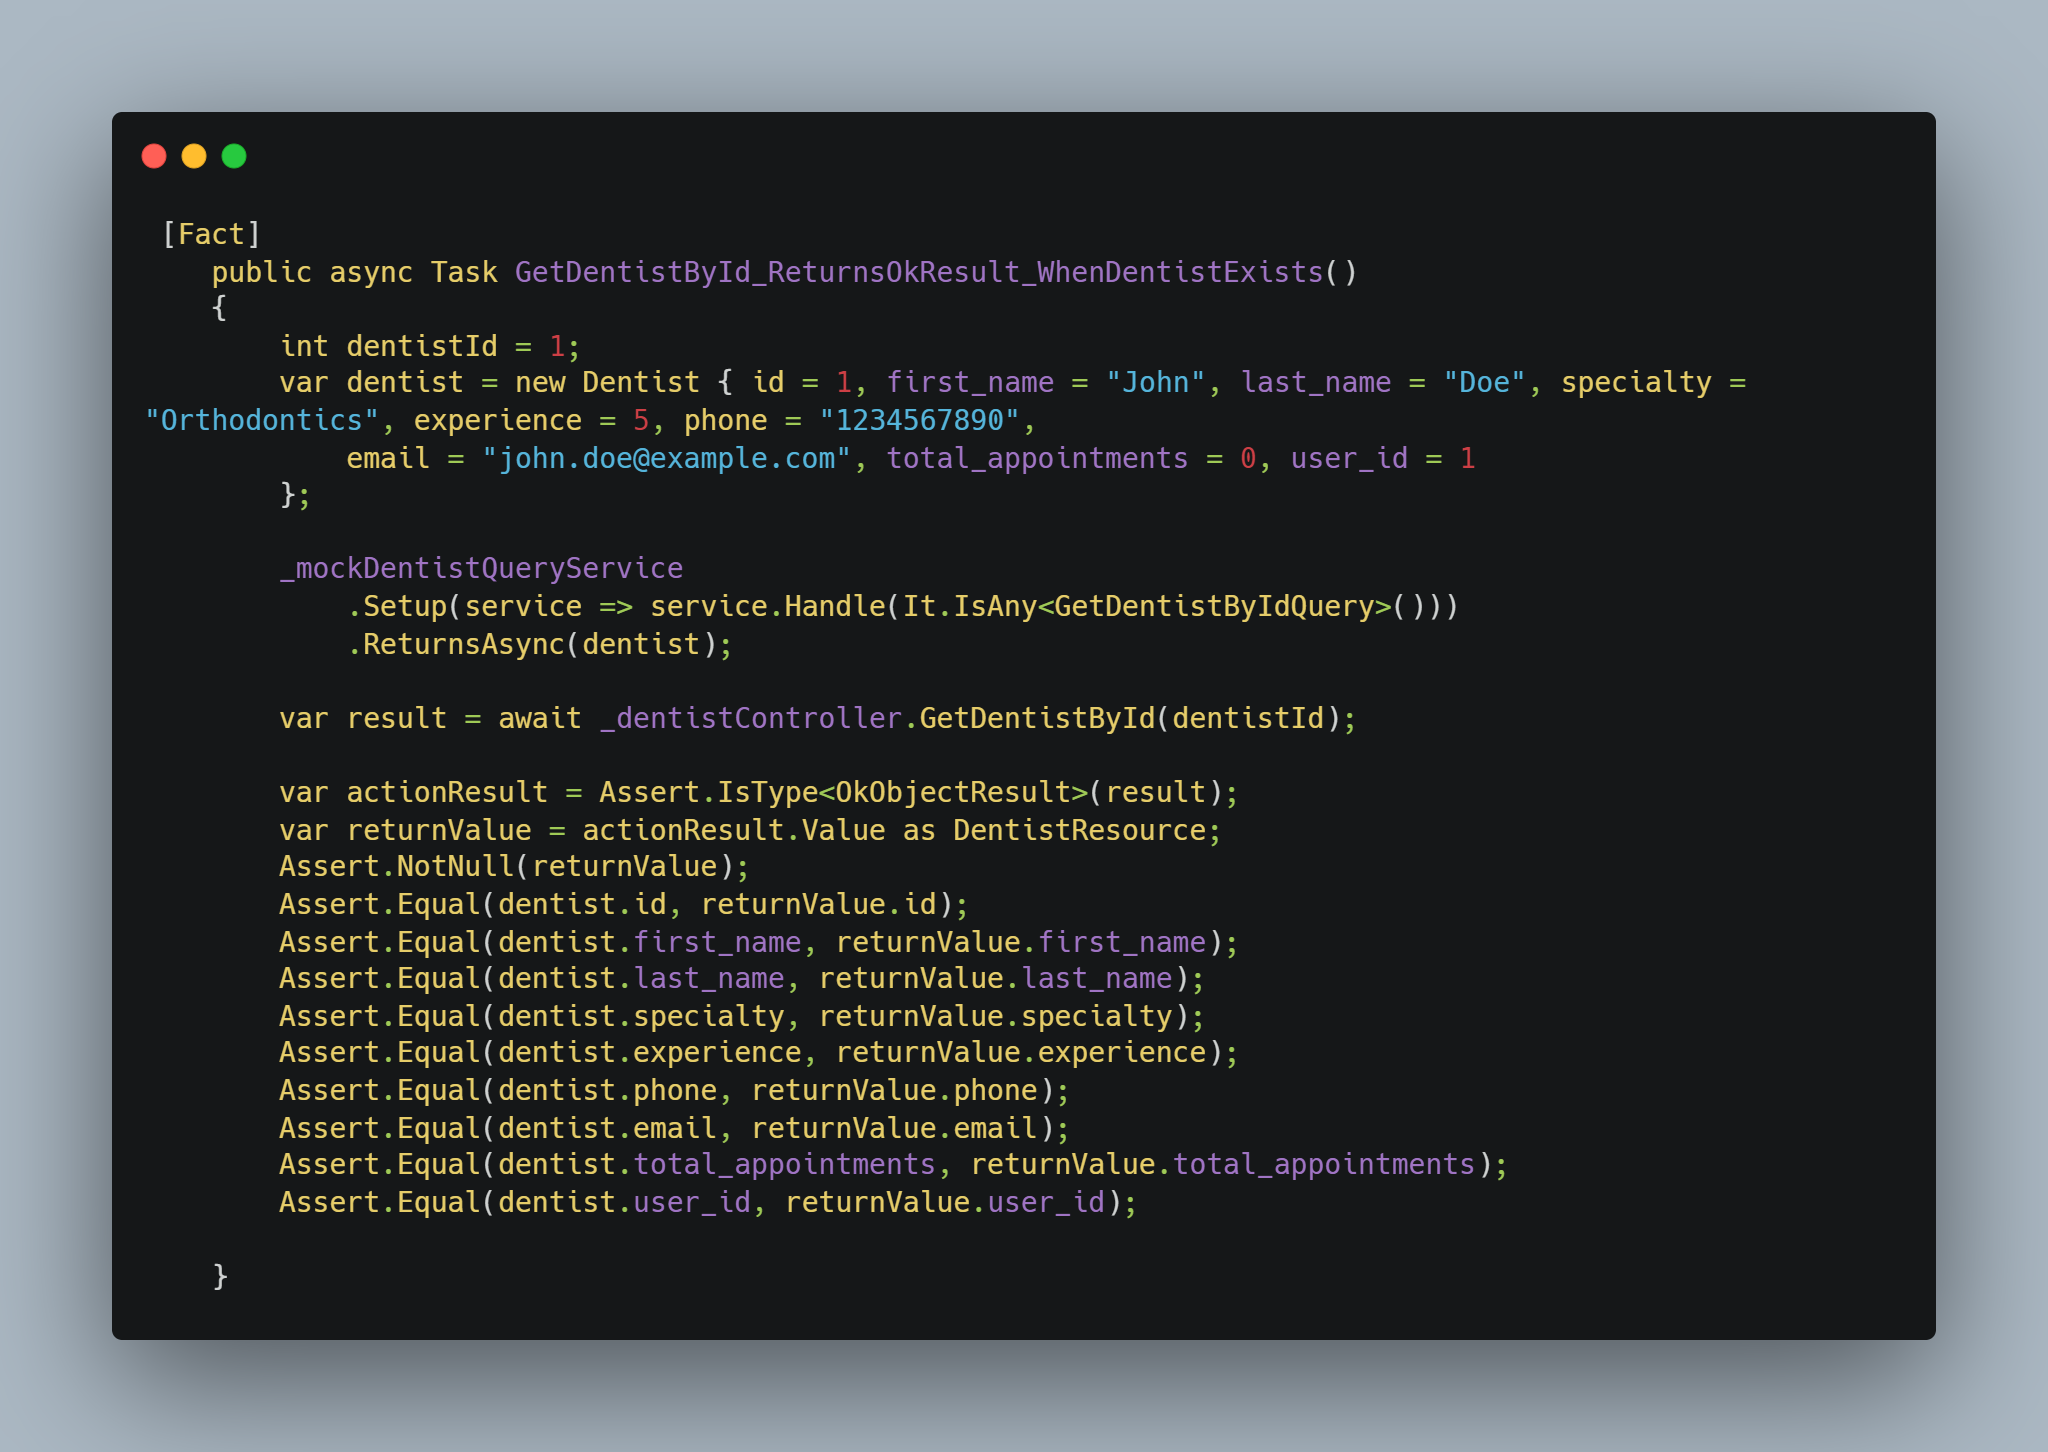 [Fact]
public async Task GetDentistById_ReturnsOkResult_WhenDentistExists()
{
int dentistId = 1;
var dentist = new Dentist { id = 1, first_name = "John", last_name = "Doe", specialty =
"Orthodontics", experience = 5, phone = "1234567890",
email = "john.doe@example.com", total_appointments = 0, user_id = 1
};
_mockDentistQueryService
.Setup(service => service.Handle(It.IsAny<GetDentistByIdQuery>()))
.ReturnsAsync(dentist);
var result = await _dentistController.GetDentistById(dentistId);
var actionResult = Assert.IsType<OkObjectResult>(result);
var returnValue = actionResult.Value as DentistResource;
Assert.NotNull(returnValue);
Assert.Equal(dentist.id, returnValue.id);
Assert.Equal(dentist.first_name, returnValue.first_name);
Assert.Equal(dentist.last_name, returnValue.last_name);
Assert.Equal(dentist.specialty, returnValue.specialty);
Assert.Equal(dentist.experience, returnValue.experience);
Assert.Equal(dentist.phone, returnValue.phone);
Assert.Equal(dentist.email, returnValue.email);
Assert.Equal(dentist.total_appointments, returnValue.total_appointments);
Assert.Equal(dentist.user_id, returnValue.user_id);
}